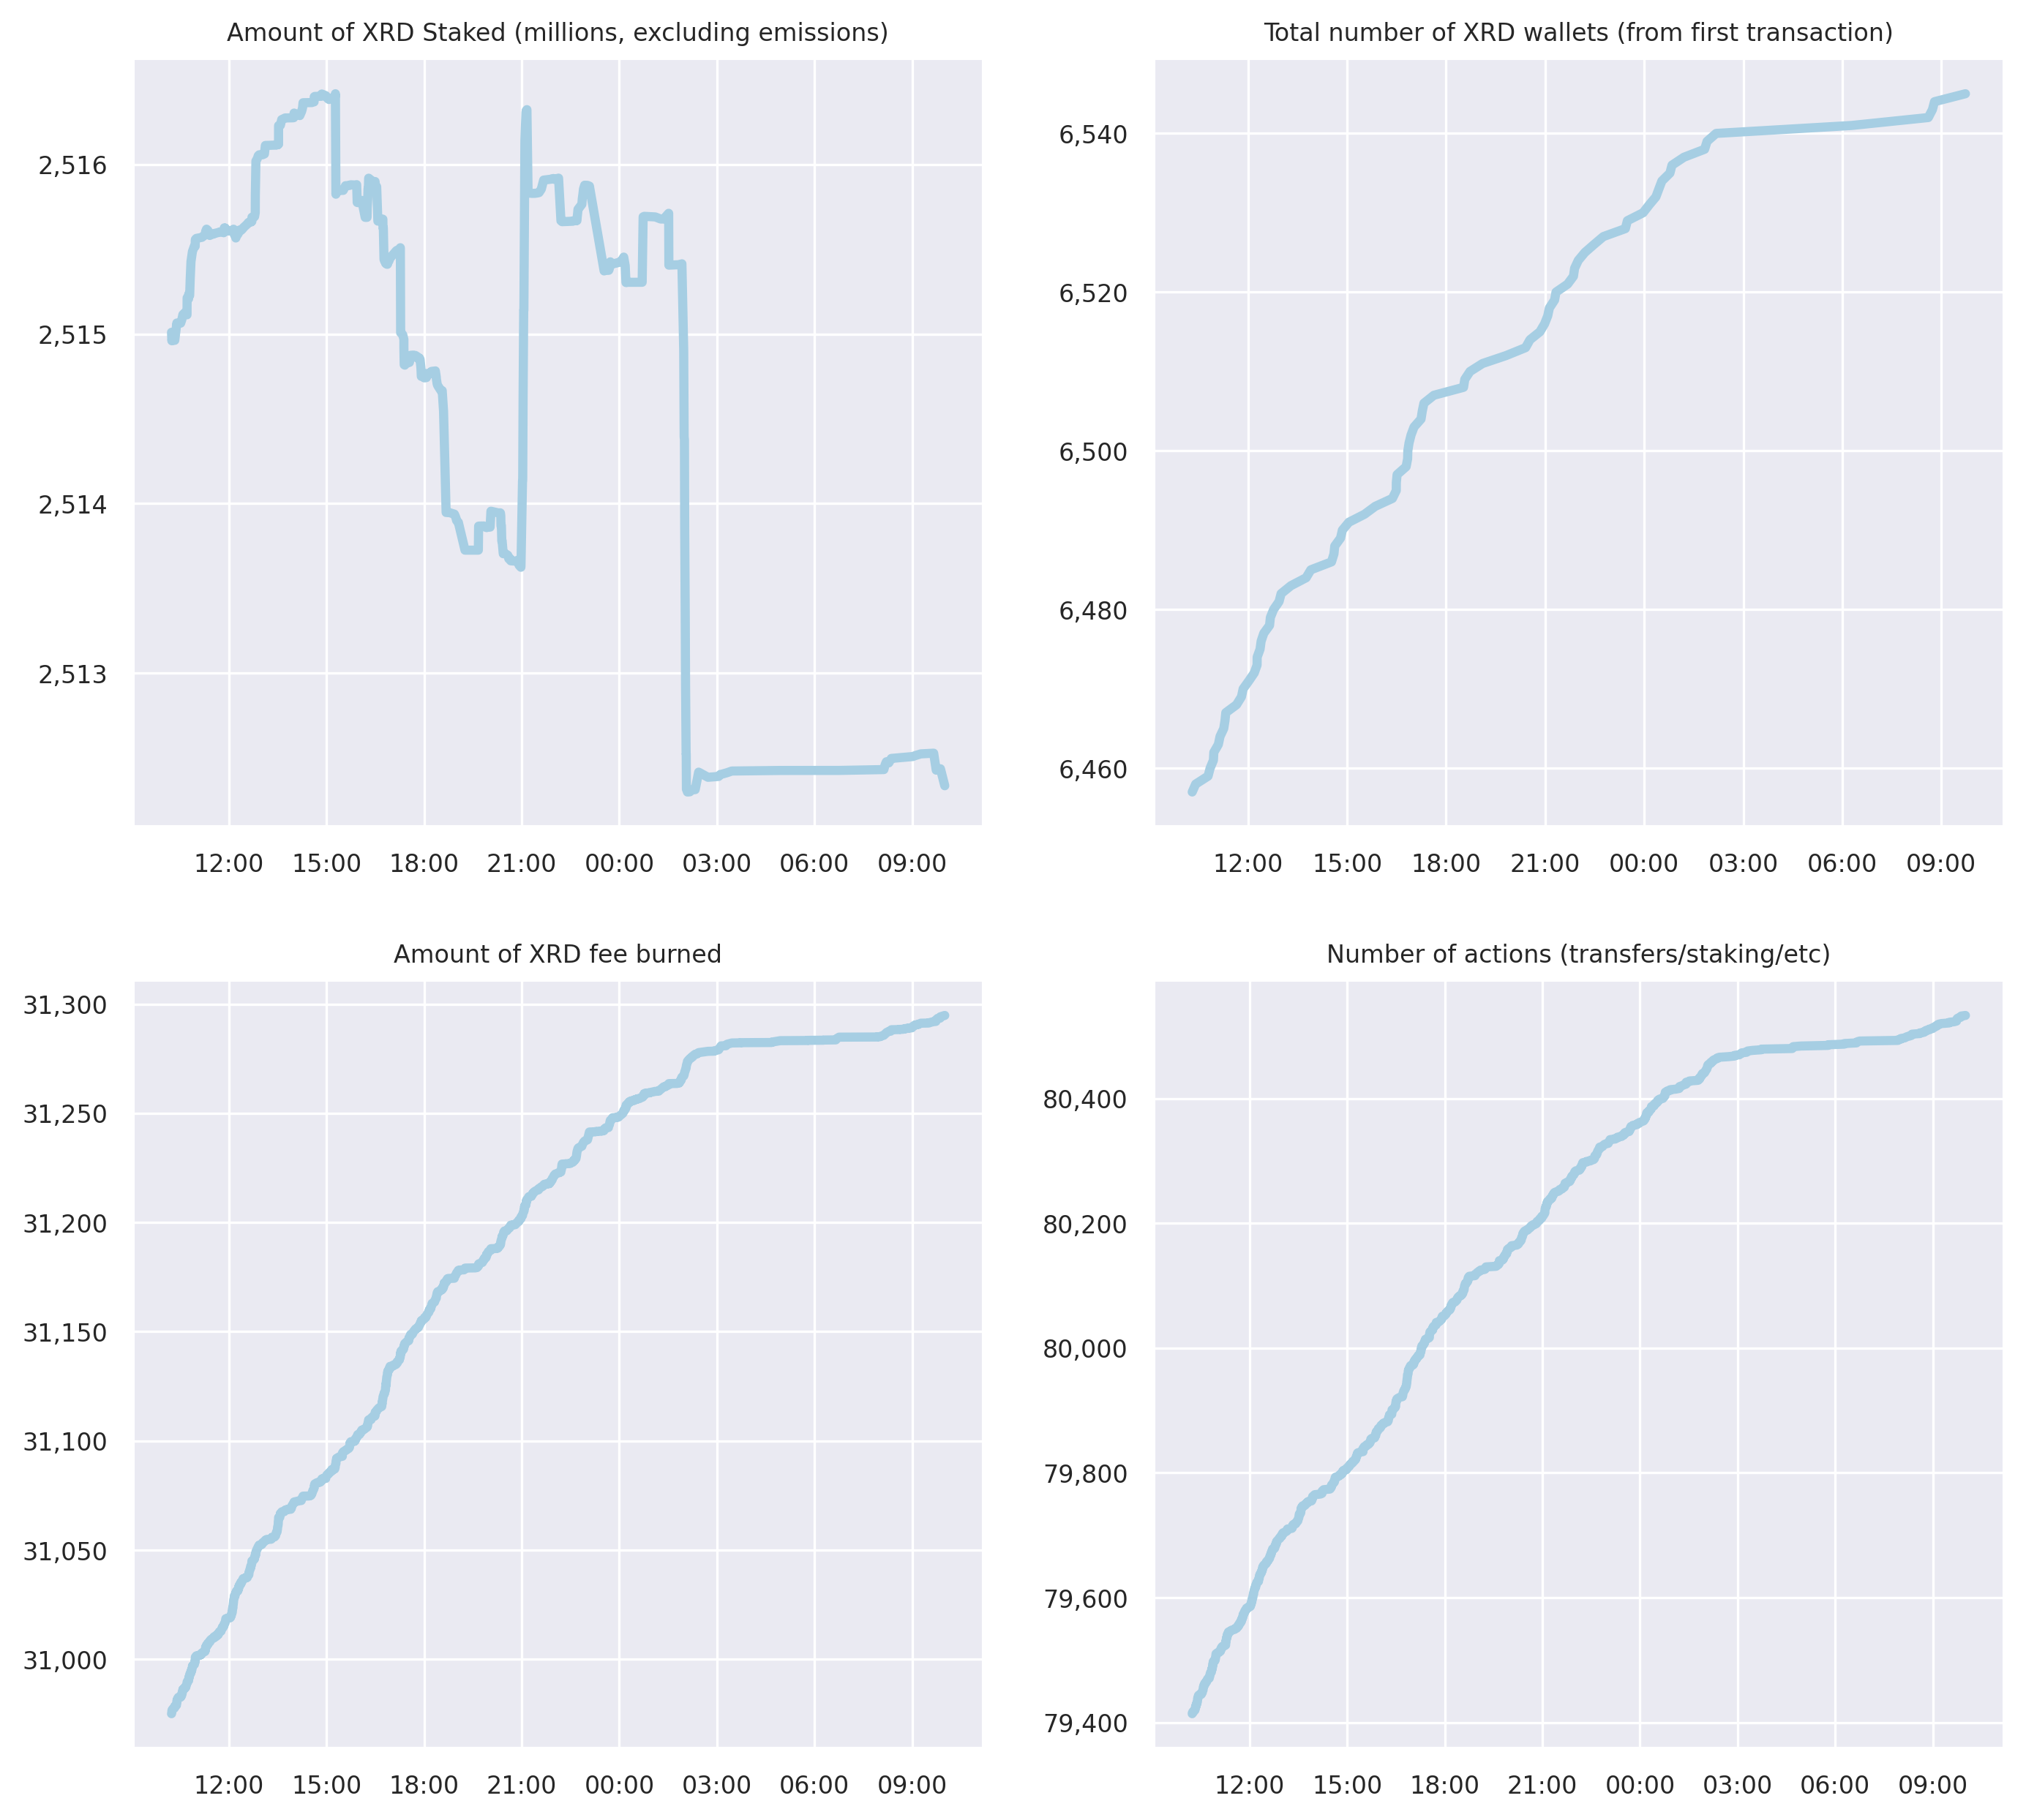 Amount of XRD Staked (millions, excluding emissions)
2,516
2,515
2,514
2,513
12:00 15:00 18:00 21:00 00:00 03:00 06:00 09:00
Total number of XRD wallets (from first transaction)
6,540
6,520
6,500
6,480
6,460
12:00 15:00 18:00 21:00 00:00 03:00 06:00 09:00
Amount of XRD fee burned
31,300
31,250
31,200
31,150
31,100
31,050
31,000
12:00 15:00 18:00 21:00 00:00 03:00 06:00 09:00
Number of actions (transfers/staking/etc)
80,400
80,200
80,000
79,800
79,600
79,400
12:00 15:00 18:00 21:00 00:00 03:00 06:00 09:00